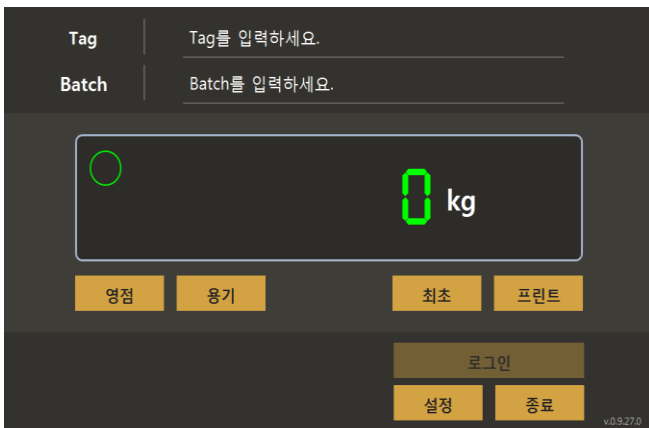 Tag Tag를 입력하세요.
Batch Batch를 입력하세요.
0 kg
영점 용기 최초 프린트
로그인
설정 종료
v.0.9.27.0